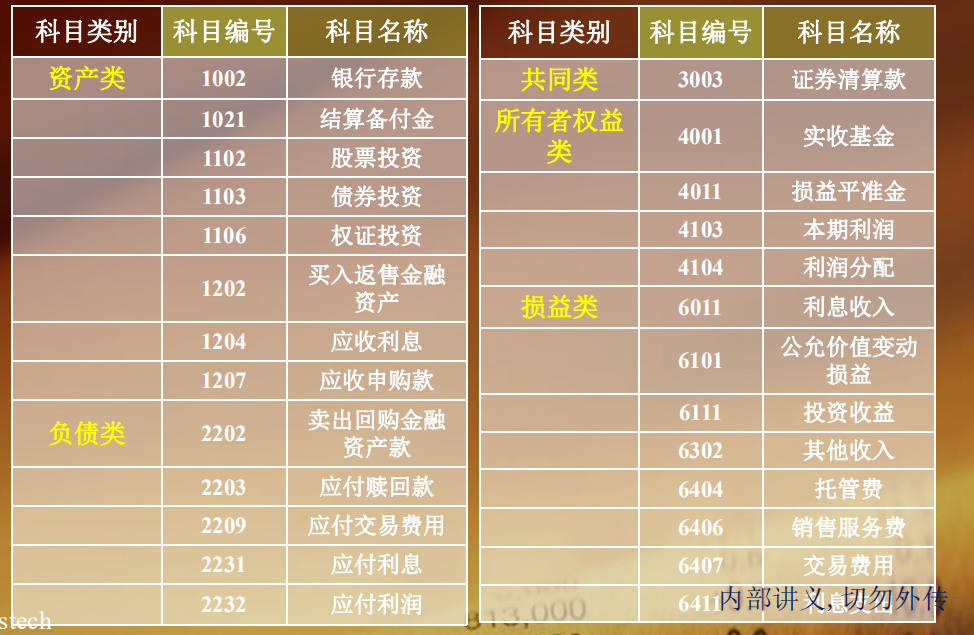 科目类别 科目编号 科目名称
资产类 1002 银行存款
1021 结算备付金
1102 股票投资
1103 债券投资
1106 权证投资
1202 买入返售金融
资产
1204 应收利息
1207 应收申购款
负债类 2202 卖出回购金融
资产款
2203 应付赎回款
2209 应付交易费用
2231 应付利息
2232 应付利润
科目类别 科目编号 科目名称
共同类 3003 证券清算款
所有者权益
类 4001 实收基金
4011 损益平准金
4103 本期利润
4104 利润分配
损益类 6011 利息收入
6101 公允价值变动
损益
6111 投资收益
6302 其他收入
6404 托管费
6406 销售服务费
6407 交易费用
6411 利息支出
内部讲义,切勿外传
stech
313,000